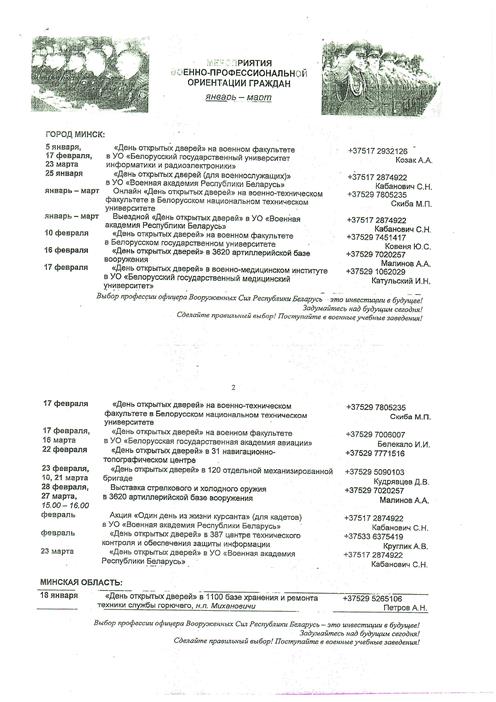 МЕРОПРИЯТИЯ
ВОЕННО-ПРОФЕССИОНАЛЬНОЙ
ОРИЕНТАЦИИ ГРАЖДАН
январь – март
ГОРОД МИНСК:
5 января, «День открытых дверей» на военном факультете +37517 2932126
17 февраля, в УО «Белорусский государственный университет Козак А.А.
23 марта информатики и радиоэлектроники»
25 января «День открытых дверей (для военнослужащих)» +37517 2874922
в УО «Военная академия Республики Беларусь» Кабанович С.Н.
январь – март Онлайн «День открытых дверей» на военно-техническом +37529 7805235
факультете в Белорусском национальном техническом Скиба М.П.
университете
январь – март Выездной «День открытых дверей» в УО «Военная +37517 2874922
академия Республики Беларусь» Кабанович С.Н.
10 февраля «День открытых дверей» на военном факультете +37529 7451417
в Белорусском государственном университете Ковеня Ю.С.
16 февраля «День открытых дверей» в 3620 артиллерийской базе +37529 7020257
вооружения Малинов А.А.
17 февраля «День открытых дверей» в военно-медицинском институте +37529 1062029
в УО «Белорусский государственный медицинский Катульский И.Н.
университет»
Выбор профессии офицера Вооруженных Сил Республики Беларусь – это инвестиции в будущее!
Задумайтесь над будущим сегодня!
Сделайте правильный выбор! Поступайте в военные учебные заведения!
2
17 февраля «День открытых дверей» на военно-техническом +37529 7805235
факультете в Белорусском национальном техническом Скиба М.П.
университете
17 февраля, «День открытых дверей» на военном факультете +37529 7006007
16 марта в УО «Белорусская государственная академия авиации» Белекало И.И.
22 февраля «День открытых дверей» в 31 навигационно- +37529 7771516
топографическом центре
23 февраля, «День открытых дверей» в 120 отдельной механизированной +37529 5090103
10, 21 марта бригаде Кудрявцев Д.В.
28 февраля, Выставка стрелкового и холодного оружия +37529 7020257
27 марта, в 3620 артиллерийской базе вооружения Малинов А.А.
15.00 – 16.00
февраль Акция «Один день из жизни курсанта» (для кадетов) +37517 2874922
в УО «Военная академия Республики Беларусь» Кабанович С.Н.
февраль «День открытых дверей» в 387 центре технического +37533 6375419
контроля и обеспечения защиты информации Круглик А.В.
23 марта «День открытых дверей» в УО «Военная академия +37517 2874922
Республики Беларусь» Кабанович С.Н.
МИНСКАЯ ОБЛАСТЬ:
18 января «День открытых дверей» в 1100 базе хранения и ремонта +37529 5265106
техники службы горючего, н.п. Михановичи Петров А.Н.
Выбор профессии офицера Вооруженных Сил Республики Беларусь – это инвестиции в будущее!
Задумайтесь над будущим сегодня!
Сделайте правильный выбор! Поступайте в военные учебные заведения!